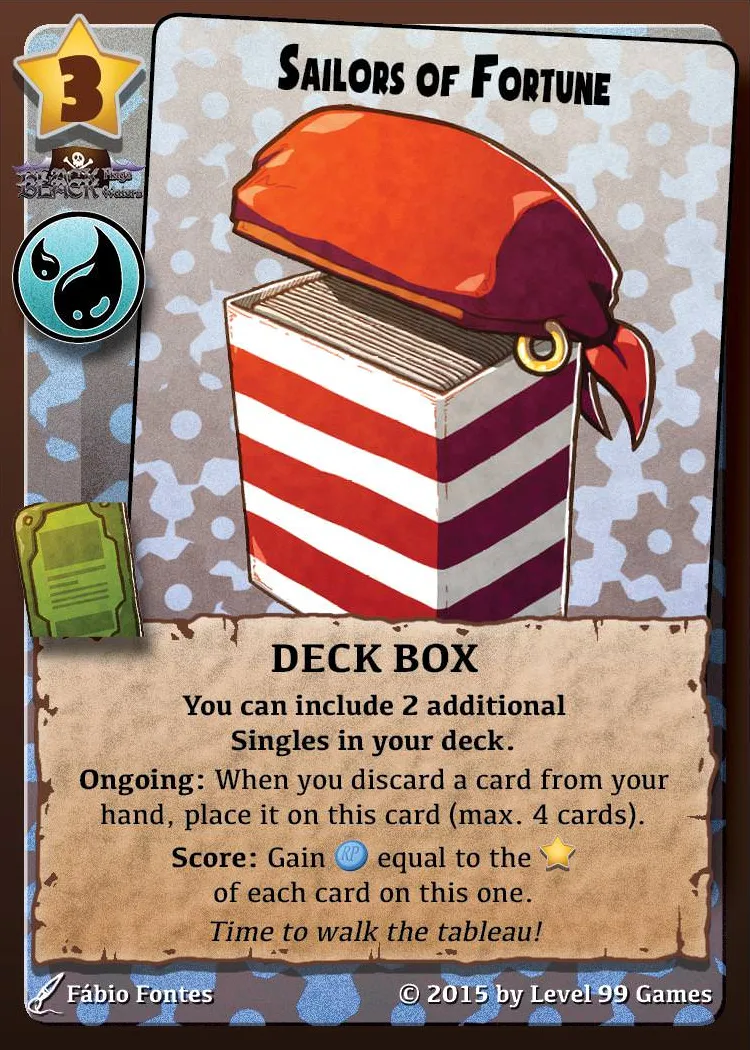 3
SAILORS OF FORTUNE
BLACK
DECK BOX
You can include 2 additional
Singles in your deck.
Ongoing: When you discard a card from your
hand, place it on this card (max. 4 cards).
Score: Gain RP equal to the
of each card on this one.
Time to walk the tableau!
Fábio Fontes
© 2015 by Level 99 Games